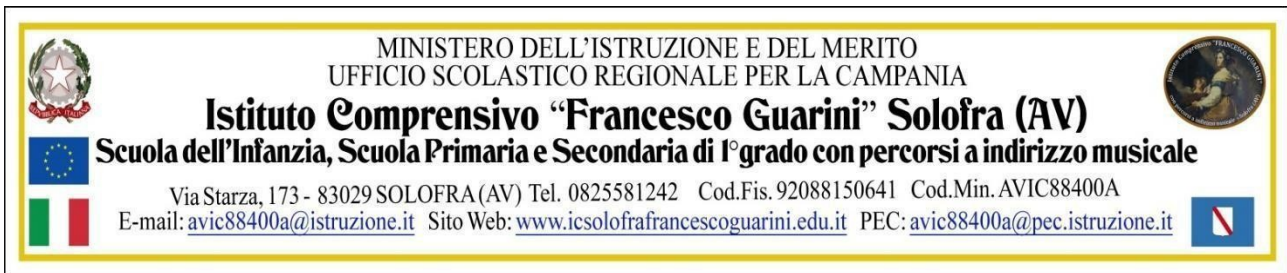 MINISTERO DELL’ISTRUZIONE E DEL MERITO
UFFICIO SCOLASTICO REGIONALE PER LA CAMPANIA
Istituto Comprensivo “Francesco Guarini” Solofra (AV)
Scuola dell’Infanzia, Scuola Primaria e Secondaria di 1°grado con percorsi a indirizzo musicale
Via Starza, 173 - 83029 SOLOFRA (AV) Tel. 0825581242 Cod.Fis. 92088150641 Cod.Min. AVIC88400A
E-mail: avic88400a@istruzione.it Sito Web: www.icsolofrafrancescoguarini.edu.it PEC: avic88400a@pec.istruzione.it